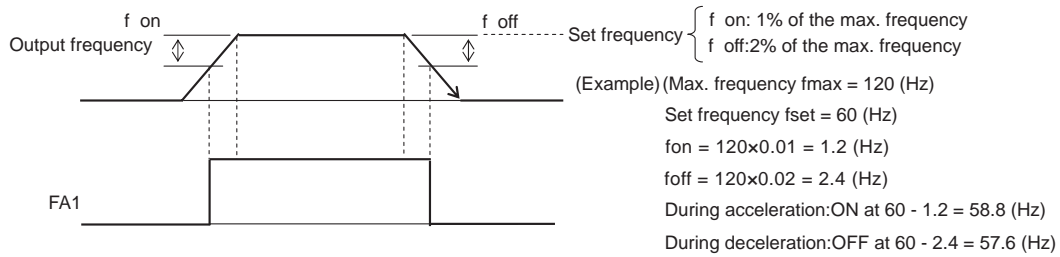 f on
Output frequency
f off
Set frequency
f on: 1% of the max. frequency
f off:2% of the max. frequency
(Example) (Max. frequency fmax = 120 (Hz)
Set frequency fset = 60 (Hz)
fon = 120×0.01 = 1.2 (Hz)
foff = 120×0.02 = 2.4 (Hz)
FA1
During acceleration:ON at 60 - 1.2 = 58.8 (Hz)
During deceleration:OFF at 60 - 2.4 = 57.6 (Hz)